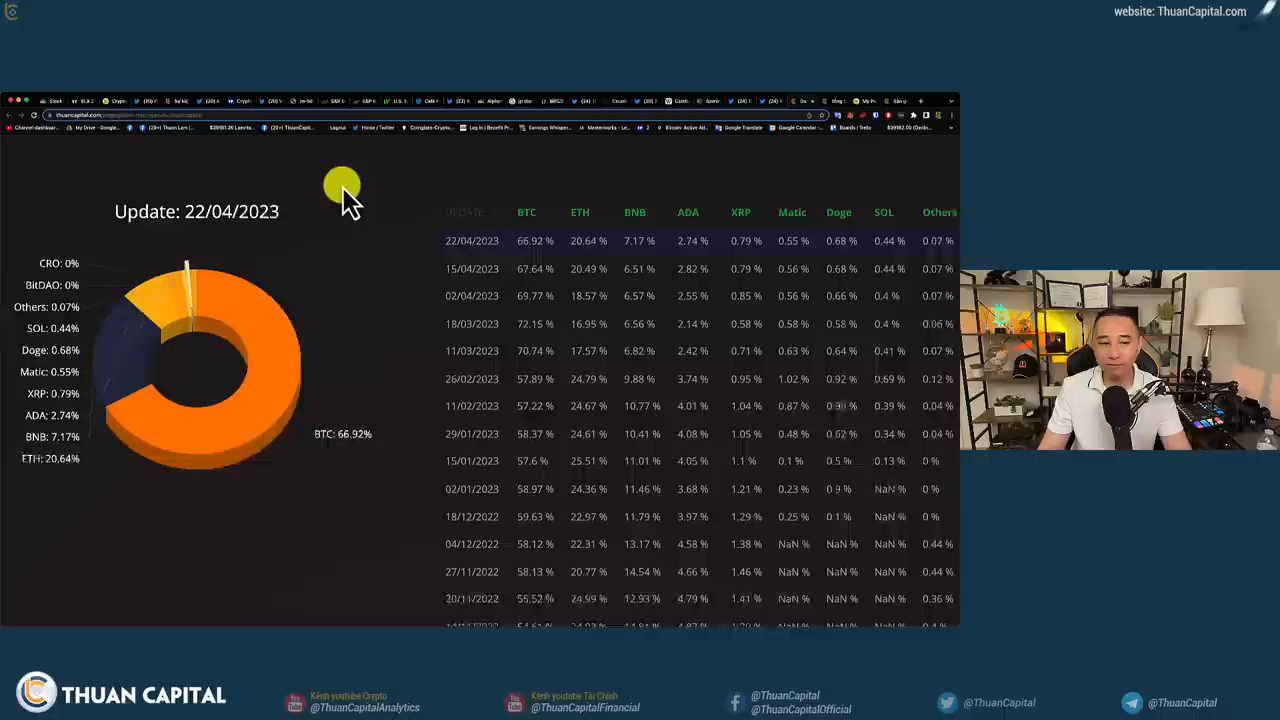 website: ThuanCapital.com
thuancapital.com
Update: 22/04/2023
CRO: 0%
BitDAO: 0%
Others: 0.07%
SOL: 0.44%
Doge: 0.68%
Matic: 0.55%
XRP: 0.79%
ADA: 2.74%
BNB: 7.17%
ETH: 20.64%
BTC: 66.92%
UPDATE BTC ETH BNB ADA XRP Matic Doge SOL Others
22/04/2023 66.92 % 20.64 % 7.17 % 2.74 % 0.79 % 0.55 % 0.68 % 0.44 % 0.07 %
15/04/2023 67.64 % 20.49 % 6.51 % 2.82 % 0.79 % 0.56 % 0.68 % 0.44 % 0.07 %
02/04/2023 69.77 % 18.57 % 6.57 % 2.55 % 0.85 % 0.56 % 0.66 % 0.4 % 0.07 %
18/03/2023 72.15 % 16.95 % 6.56 % 2.14 % 0.58 % 0.58 % 0.58 % 0.4 % 0.06 %
11/03/2023 70.74 % 17.57 % 6.82 % 2.42 % 0.71 % 0.63 % 0.64 % 0.41 % 0.07 %
26/02/2023 57.89 % 24.79 % 9.88 % 3.74 % 0.95 % 1.02 % 0.92 % 0.69 % 0.12 %
11/02/2023 57.22 % 24.67 % 10.77 % 4.01 % 1.04 % 0.87 % 0.39 % 0.04 %
29/01/2023 58.37 % 24.61 % 10.41 % 4.08 % 1.05 % 0.48 % 0.62 % 0.34 % 0.04 %
15/01/2023 57.6 % 25.51 % 11.01 % 4.05 % 1.1 % 0.1 % 0.5 % 0.13 % 0 %
02/01/2023 58.97 % 24.36 % 11.46 % 3.68 % 1.21 % 0.23 % 0.9 % NaN % 0 %
18/12/2022 59.63 % 22.97 % 11.79 % 3.97 % 1.29 % 0.25 % 0.1 % NaN % 0 %
04/12/2022 58.12 % 22.31 % 13.17 % 4.58 % 1.38 % NaN % NaN % NaN % 0.44 %
27/11/2022 58.13 % 20.77 % 14.54 % 4.66 % 1.46 % NaN % NaN % NaN % 0.44 %
20/11/2022 55.52 % 24.99 % 12.93 % 4.79 % 1.41 % NaN % NaN % NaN % 0.36 %
THUAN CAPITAL
Kênh youtube Crypto
@ThuanCapitalAnalytics
Kênh youtube Tài Chính
@ThuanCapitalFinancial
@ThuanCapital
@ThuanCapitalOfficial
@ThuanCapital
@ThuanCapital